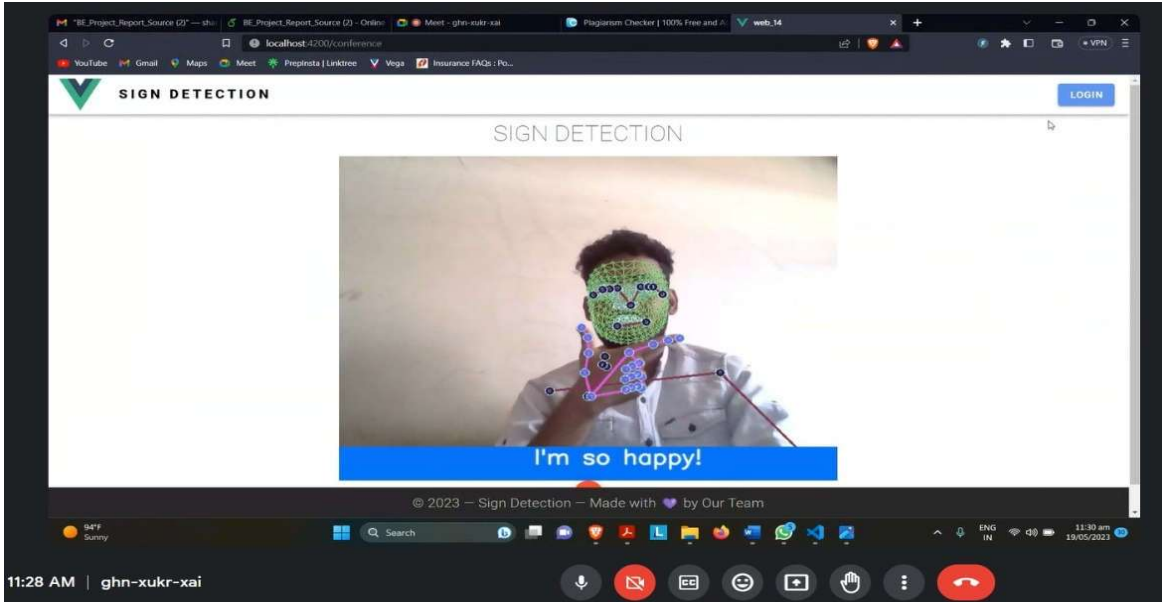 "BE_Project_Report_Source (2)" — sha
BE_Project_Report_Source (2) - Online
Meet - ghn-xukr-xai
Plagiarism Checker | 100% Free and A
web_14
localhost:4200/conference
VPN
YouTube
Gmail
Maps
Meet
PrepInsta | Linktree
Vega
Insurance FAQs : Po...
SIGN DETECTION
LOGIN
SIGN DETECTION
I'm so happy!
© 2023 — Sign Detection — Made with 💜 by Our Team
94°F
Sunny
Search
ENG
IN
11:30 am
19/05/2023
11:28 AM | ghn-xukr-xai